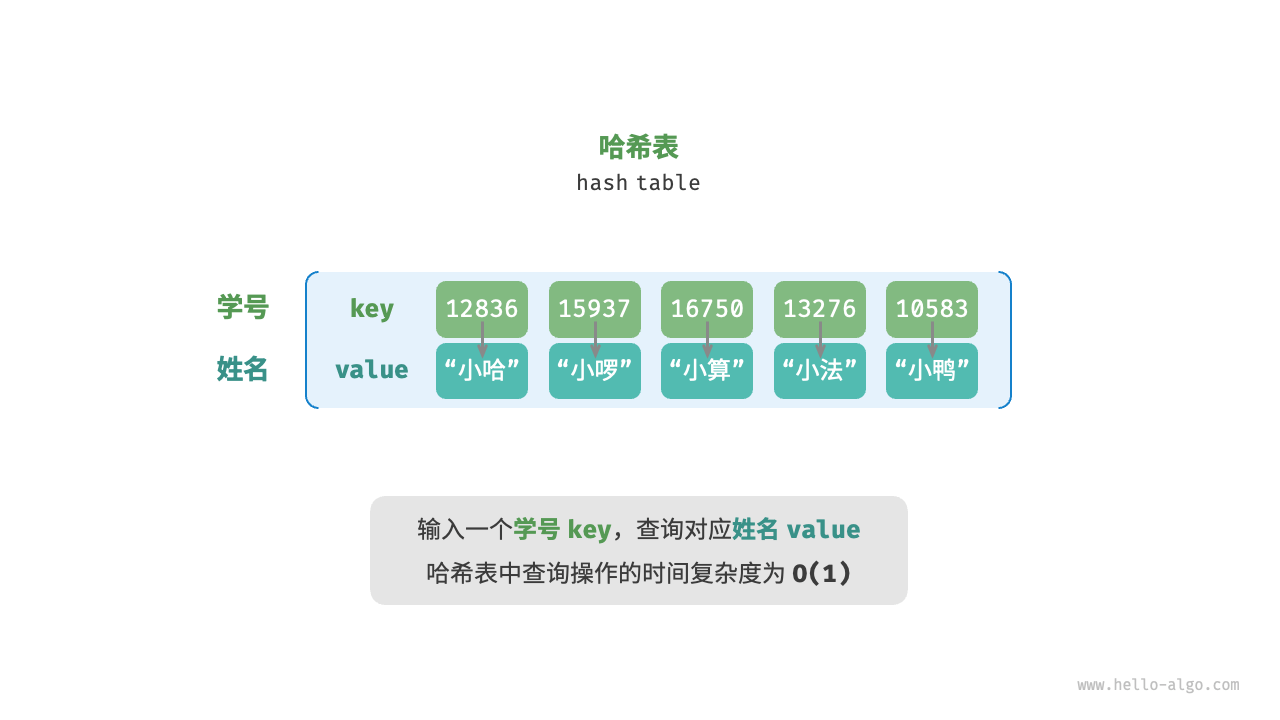 哈希表
hash table
学号 key 12836 15937 16750 13276 10583
姓名 value “小哈” “小啰” “小算” “小法” “小鸭”
输入一个学号 key，查询对应姓名 value
哈希表中查询操作的时间复杂度为 O(1)
www.hello-algo.com